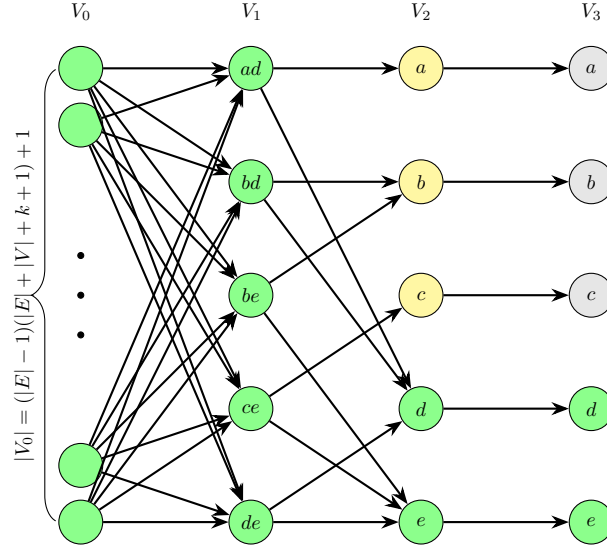 V₀ V₁ V₂ V₃
|V₀| = (|E| − 1)(|E| + |V| + k + 1) + 1
ad a a
bd b b
be
ce c c
d d
de e e